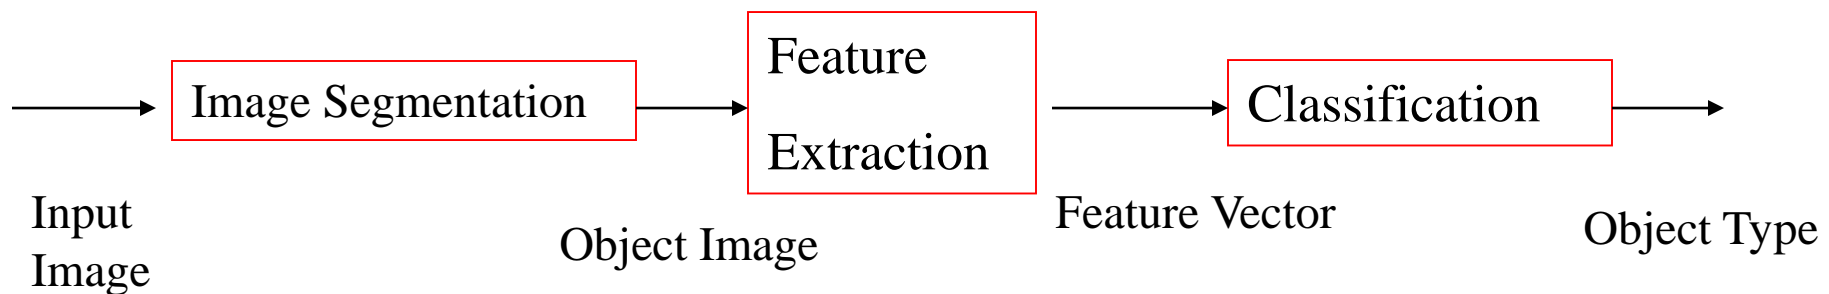 Image Segmentation
Feature
Extraction
Classification
Input
Image
Object Image
Feature Vector
Object Type